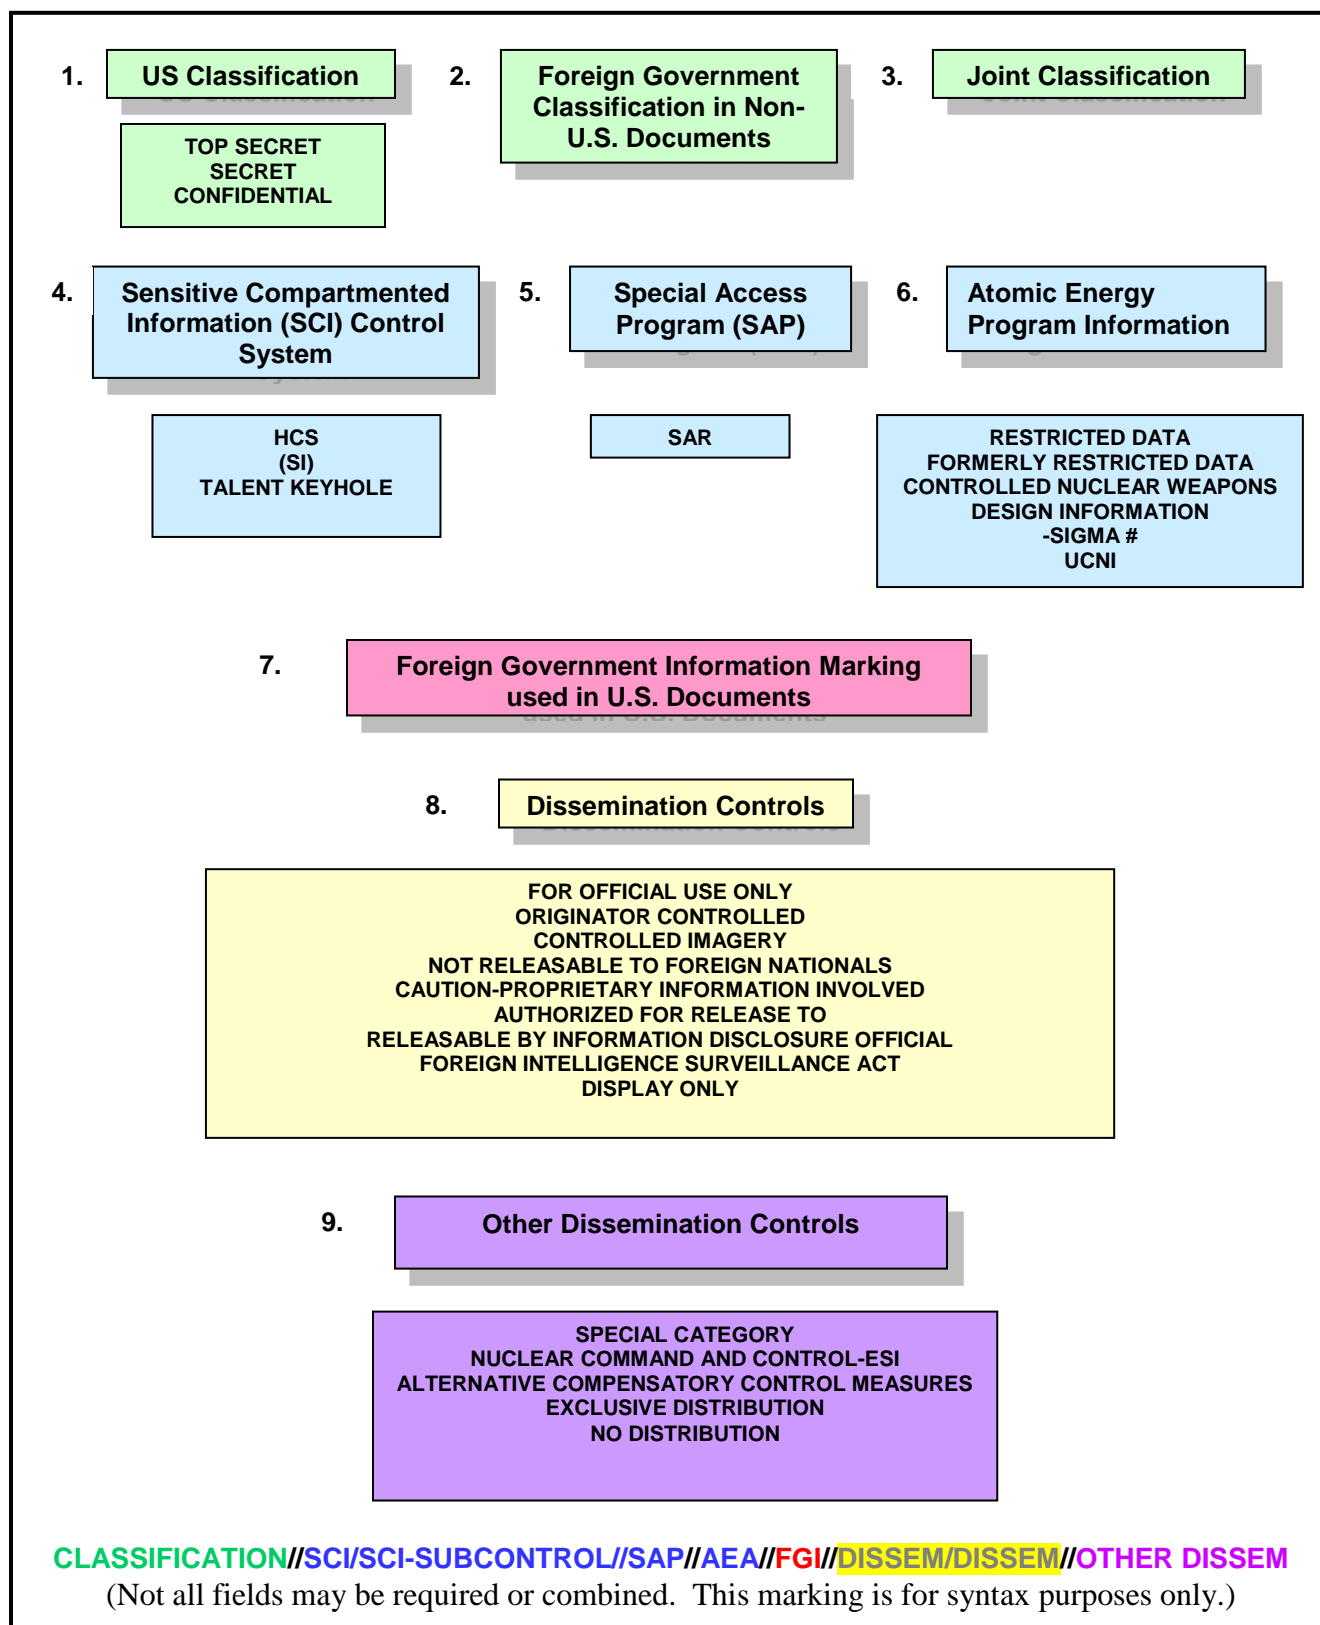 1.
US Classification
TOP SECRET
SECRET
CONFIDENTIAL
2.
Foreign Government
Classification in Non-
U.S. Documents
3.
Joint Classification
4.
Sensitive Compartmented
Information (SCI) Control
System
HCS
(SI)
TALENT KEYHOLE
5.
Special Access
Program (SAP)
SAR
6.
Atomic Energy
Program Information
RESTRICTED DATA
FORMERLY RESTRICTED DATA
CONTROLLED NUCLEAR WEAPONS
DESIGN INFORMATION
-SIGMA #
UCNI
7.
Foreign Government Information Marking
used in U.S. Documents
8.
Dissemination Controls
FOR OFFICIAL USE ONLY
ORIGINATOR CONTROLLED
CONTROLLED IMAGERY
NOT RELEASABLE TO FOREIGN NATIONALS
CAUTION-PROPRIETARY INFORMATION INVOLVED
AUTHORIZED FOR RELEASE TO
RELEASABLE BY INFORMATION DISCLOSURE OFFICIAL
FOREIGN INTELLIGENCE SURVEILLANCE ACT
DISPLAY ONLY
9.
Other Dissemination Controls
SPECIAL CATEGORY
NUCLEAR COMMAND AND CONTROL-ESI
ALTERNATIVE COMPENSATORY CONTROL MEASURES
EXCLUSIVE DISTRIBUTION
NO DISTRIBUTION
CLASSIFICATION//SCI/SCI-SUBCONTROL//SAP//AEA//FGI//DISSEM/DISSEM//OTHER DISSEM
(Not all fields may be required or combined. This marking is for syntax purposes only.)